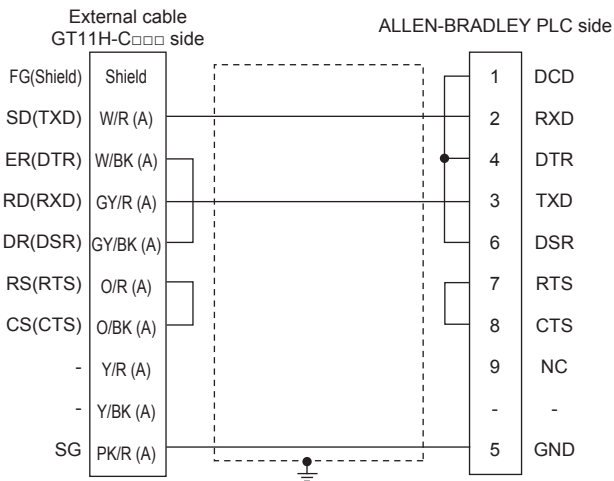 External cable
GT11H-C□□□ side
ALLEN-BRADLEY PLC side
FG(Shield) Shield 1 DCD
SD(TXD) W/R (A) 2 RXD
ER(DTR) W/BK (A) 4 DTR
RD(RXD) GY/R (A) 3 TXD
DR(DSR) GY/BK (A) 6 DSR
RS(RTS) O/R (A) 7 RTS
CS(CTS) O/BK (A) 8 CTS
- Y/R (A) 9 NC
- Y/BK (A) - -
SG PK/R (A) 5 GND